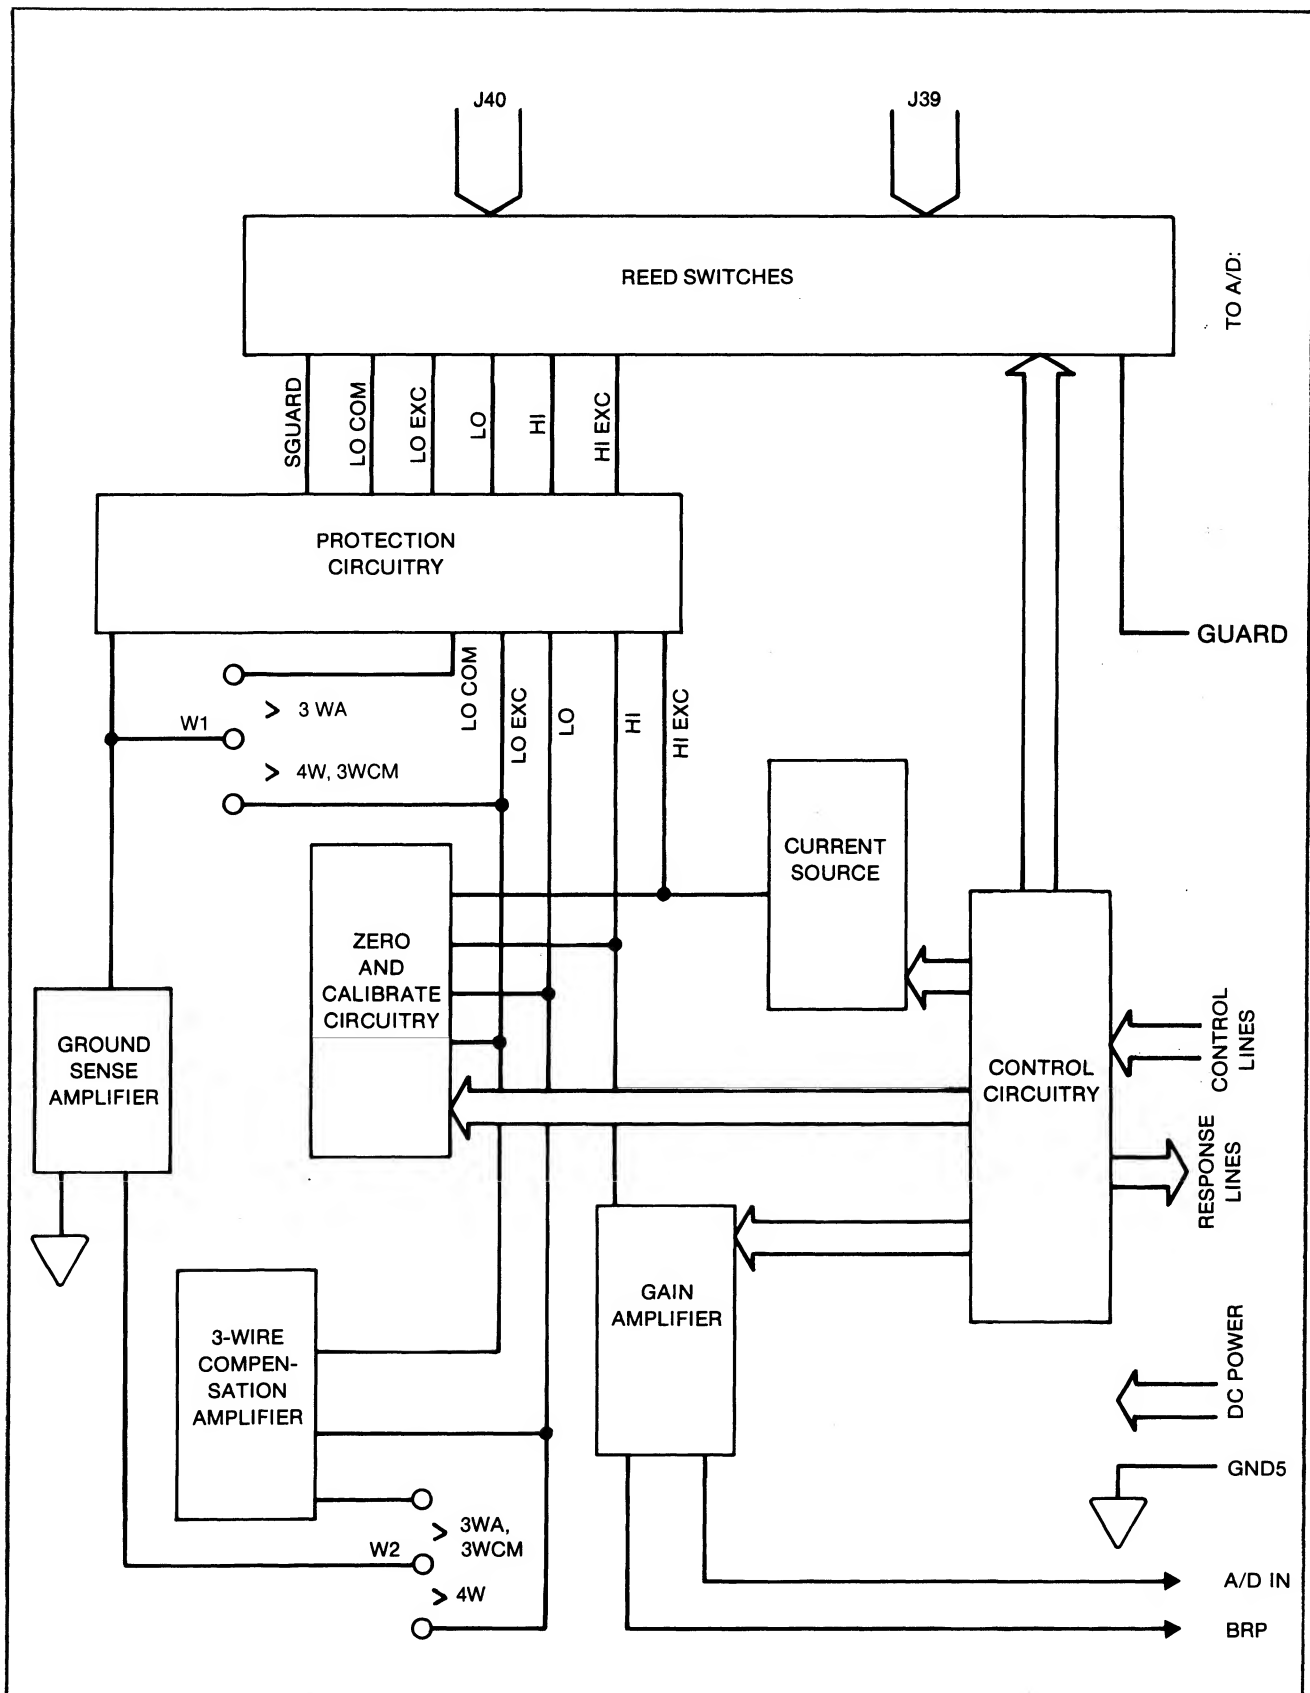 J40
J39
REED SWITCHES
TO A/D:
SGUARD
LO COM
LO EXC
LO
HI
HI EXC
PROTECTION
CIRCUITRY
GUARD
LO COM
LO EXC
LO
HI
HI EXC
> 3 WA
W1
> 4W, 3WCM
CURRENT
SOURCE
ZERO
AND
CALIBRATE
CIRCUITRY
GROUND
SENSE
AMPLIFIER
CONTROL
CIRCUITRY
CONTROL
LINES
RESPONSE
LINES
GAIN
AMPLIFIER
3-WIRE
COMPEN-
SATION
AMPLIFIER
DC POWER
GND5
> 3WA,
3WCM
W2
> 4W
A/D IN
BRP